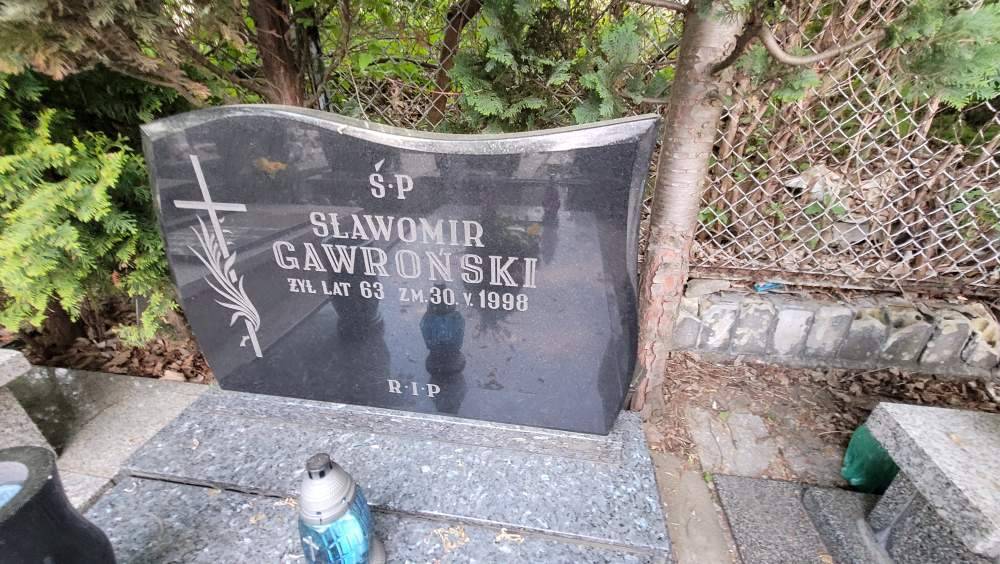 Ś·P
SŁAWOMIR
GAWROŃSKI
ŻYŁ LAT 63 ZM.30.V.1998
R·I·P